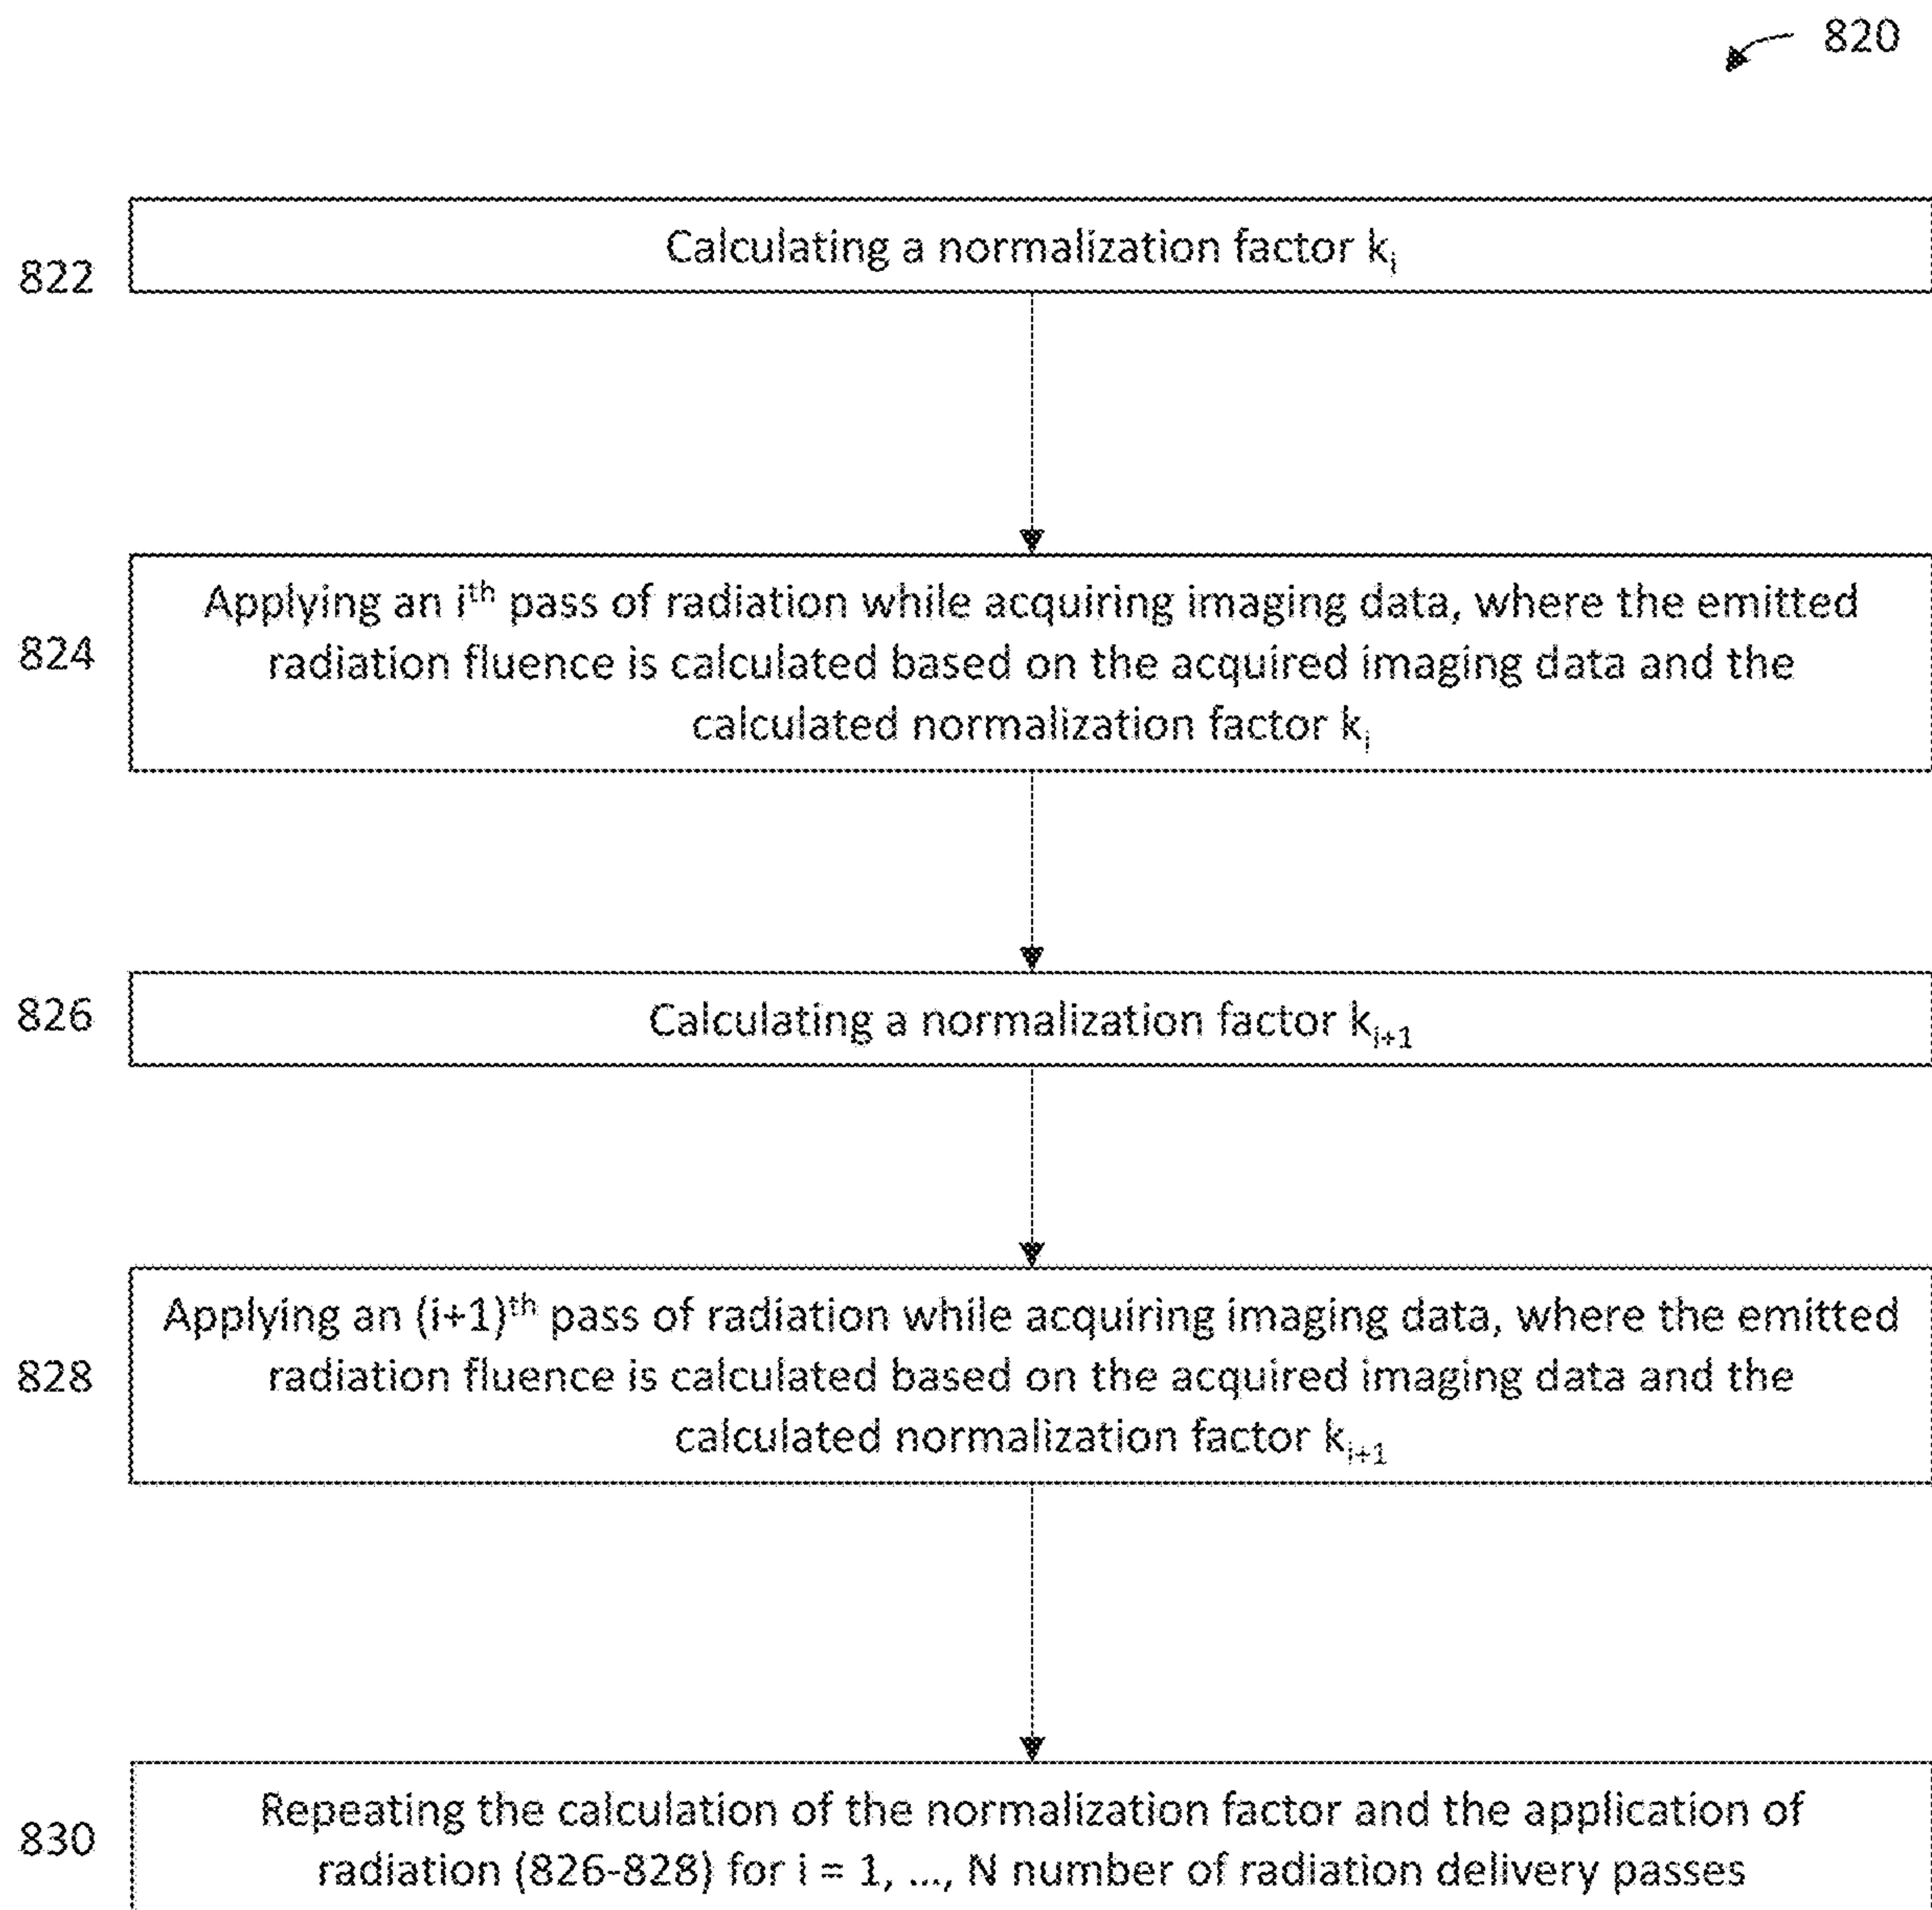 820
822
Calculating a normalization factor kᵢ
824
Applying an iᵗʰ pass of radiation while acquiring imaging data, where the emitted
radiation fluence is calculated based on the acquired imaging data and the
calculated normalization factor kᵢ
826
Calculating a normalization factor kᵢ₊₁
828
Applying an (i+1)ᵗʰ pass of radiation while acquiring imaging data, where the emitted
radiation fluence is calculated based on the acquired imaging data and the
calculated normalization factor kᵢ₊₁
830
Repeating the calculation of the normalization factor and the application of
radiation (826-828) for i = 1, ..., N number of radiation delivery passes